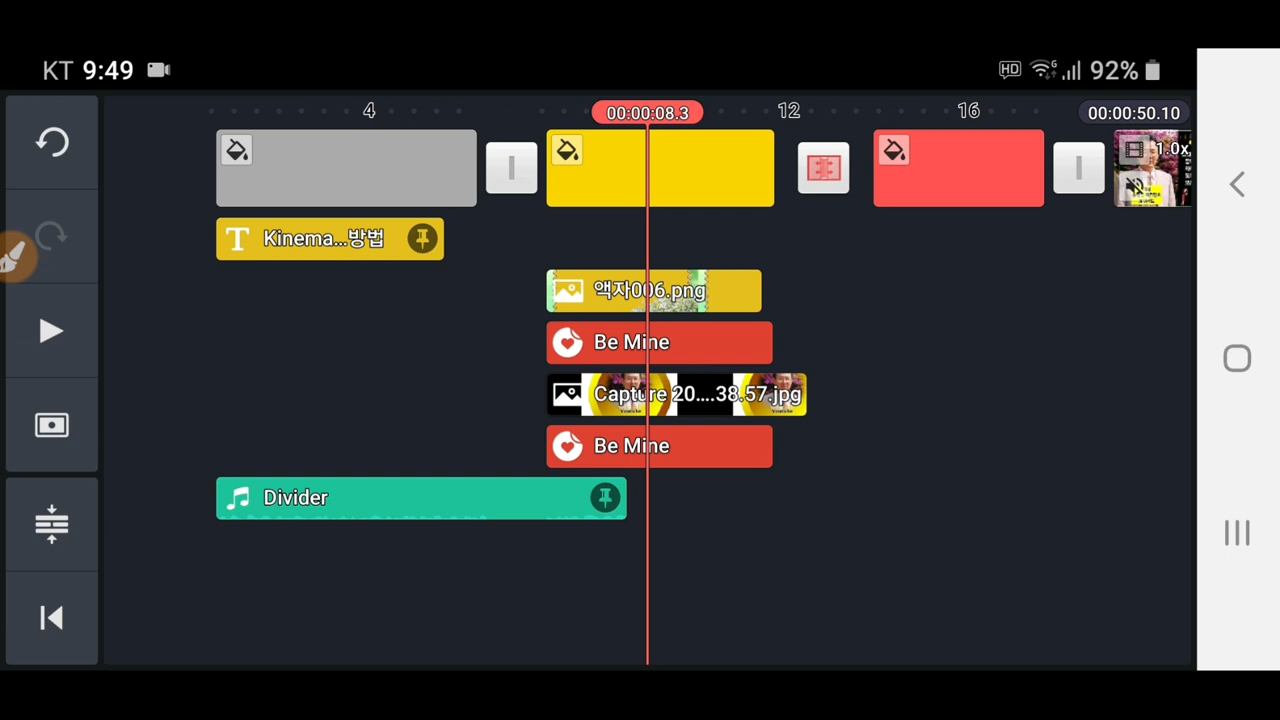 KT 9:49
HD 6 92%
4 00:00:08.3 12 16 00:00:50.10
1.0x
T Kinema...방법
액자006.png
Be Mine
Capture 20....38.57.jpg
Be Mine
Divider